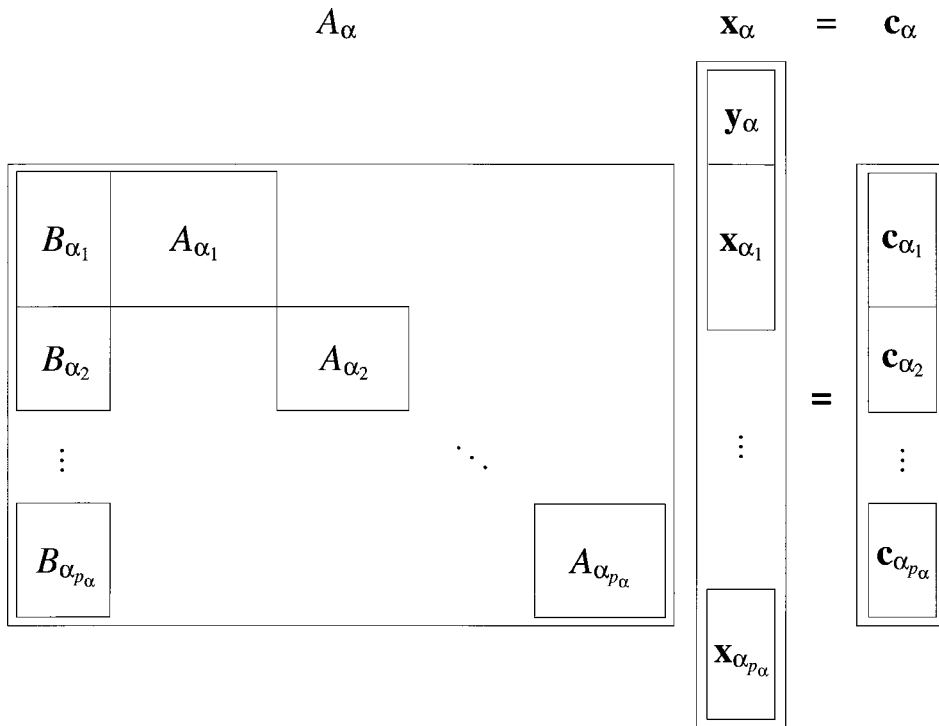 A_α x_α = c_α
y_α
B_{α_1} A_{α_1} x_{α_1} c_{α_1}
B_{α_2} A_{α_2} c_{α_2}
=
⋮ ⋱ ⋮ ⋮
B_{α_{p_α}} A_{α_{p_α}} c_{α_{p_α}}
x_{α_{p_α}}